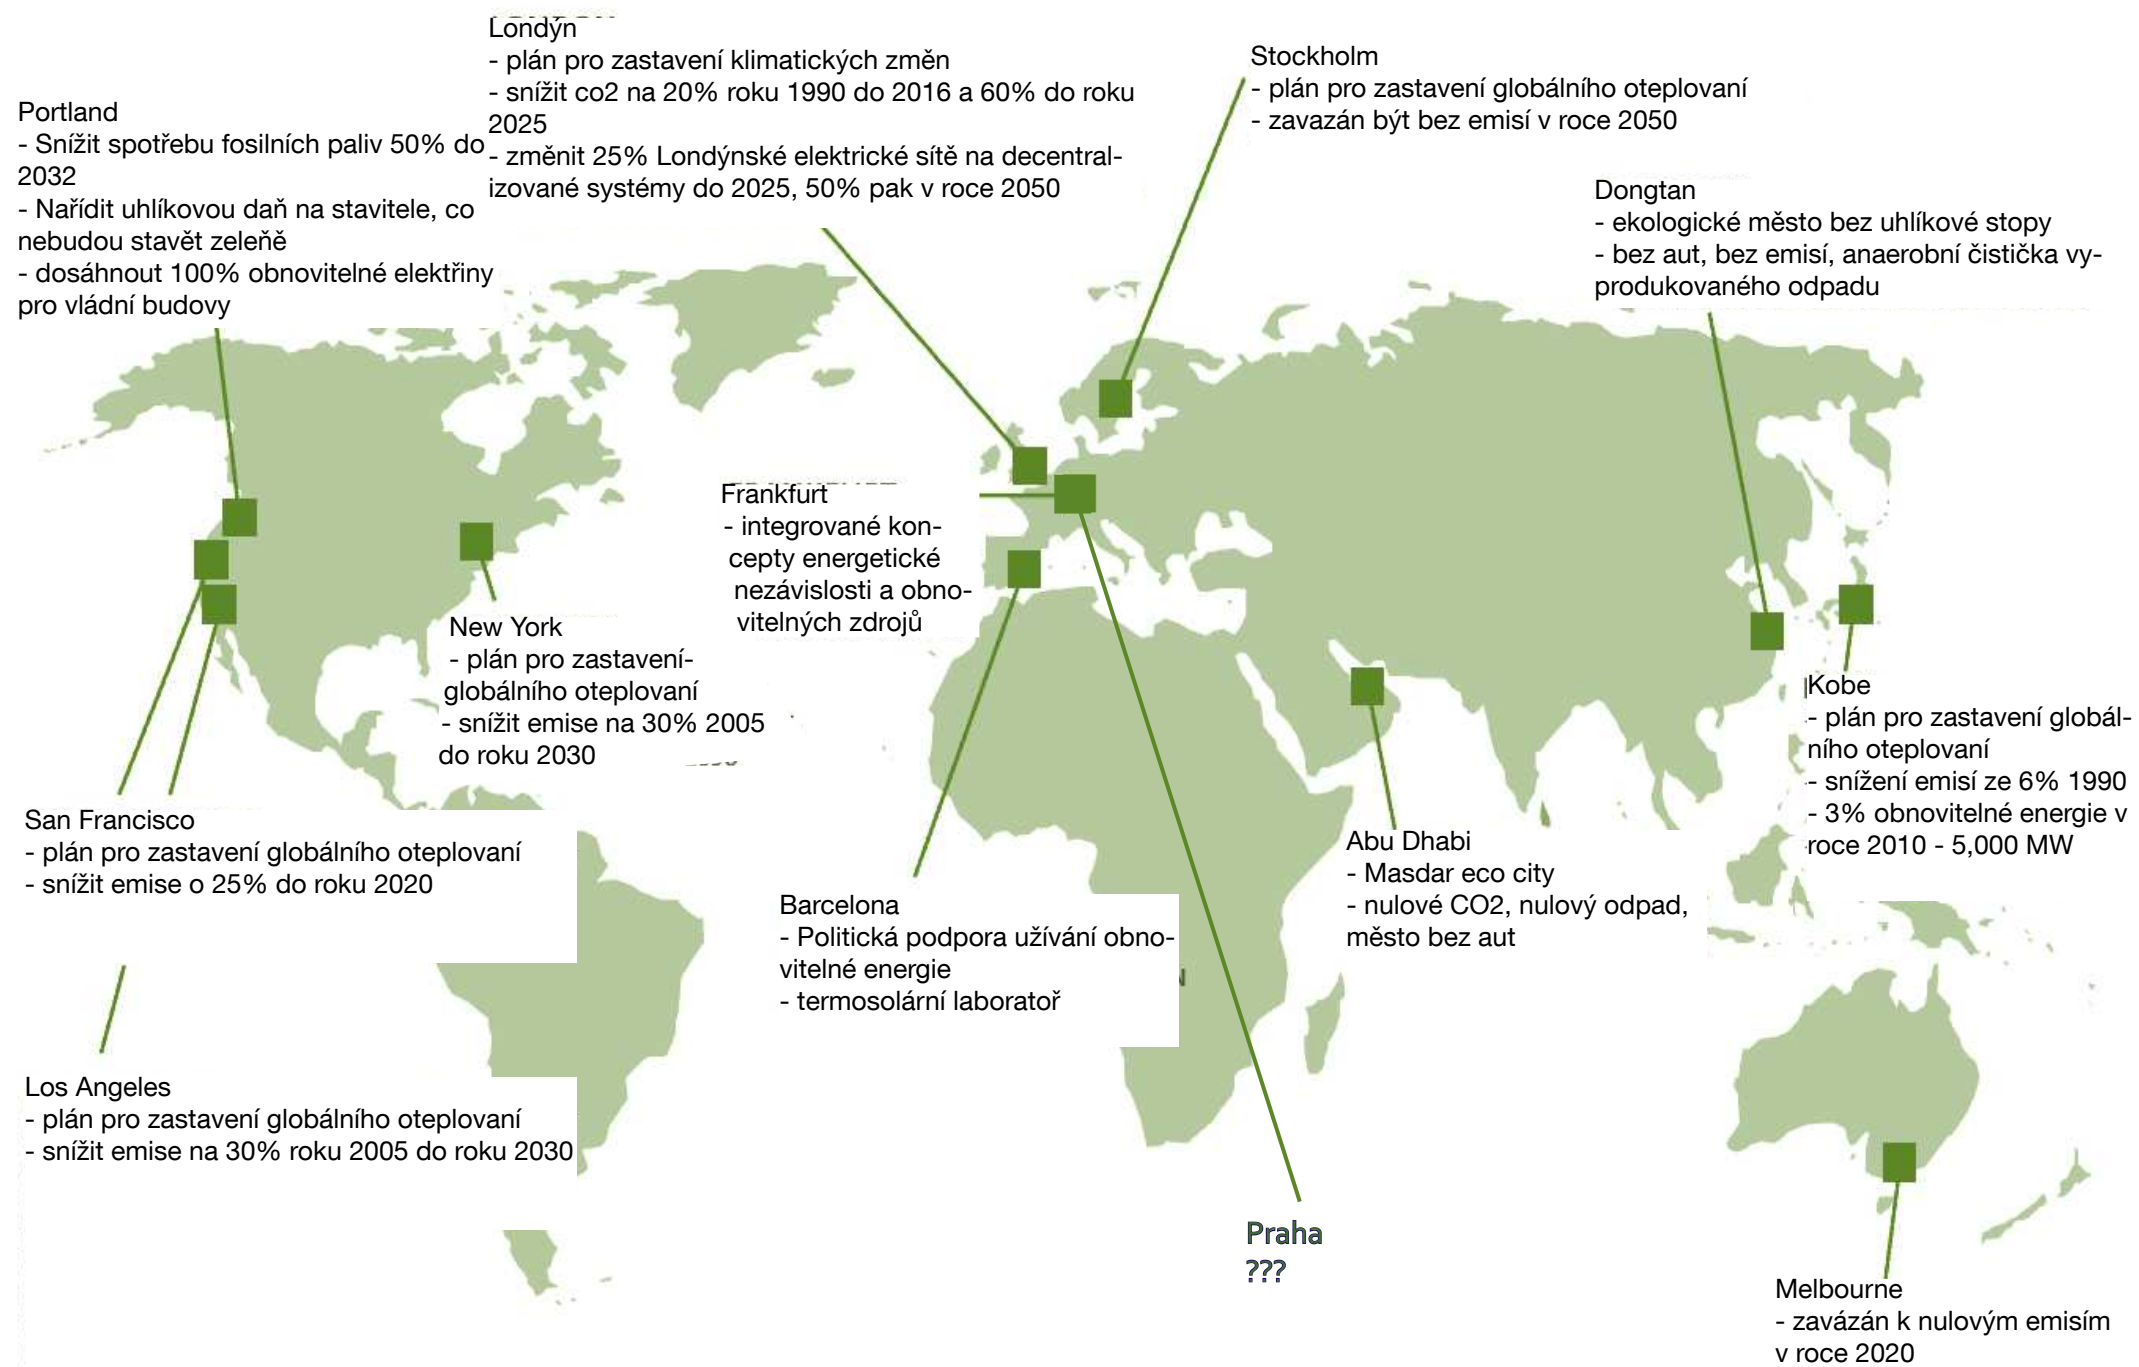 Londýn
- plán pro zastavení klimatických změn
- snížit co2 na 20% roku 1990 do 2016 a 60% do roku
2025
- změnit 25% Londýnské elektrické sítě na decentral-
izované systémy do 2025, 50% pak v roce 2050
Stockholm
- plán pro zastavení globálního oteplovaní
- zavazán být bez emisí v roce 2050
Portland
- Snížit spotřebu fosilních paliv 50% do
2032
- Nařídit uhlíkovou daň na stavitele, co
nebudou stavět zeleňě
- dosáhnout 100% obnovitelné elektřiny
pro vládní budovy
Dongtan
- ekologické město bez uhlíkové stopy
- bez aut, bez emisí, anaerobní čistička vy-
produkovaného odpadu
Frankfurt
- integrované kon-
cepty energetické
nezávislosti a obno-
vitelných zdrojů
New York
- plán pro zastavení-
globálního oteplovaní
- snížit emise na 30% 2005
do roku 2030
Kobe
- plán pro zastavení globál-
ního oteplovaní
- snížení emisí ze 6% 1990
- 3% obnovitelné energie v
roce 2010 - 5,000 MW
San Francisco
- plán pro zastavení globálního oteplovaní
- snížit emise o 25% do roku 2020
Abu Dhabi
- Masdar eco city
- nulové CO2, nulový odpad,
město bez aut
Barcelona
- Politická podpora užívání obno-
vitelné energie
- termosolární laboratoř
Los Angeles
- plán pro zastavení globálního oteplovaní
- snížit emise na 30% roku 2005 do roku 2030
Praha
???
Melbourne
- zavázán k nulovým emisím
v roce 2020